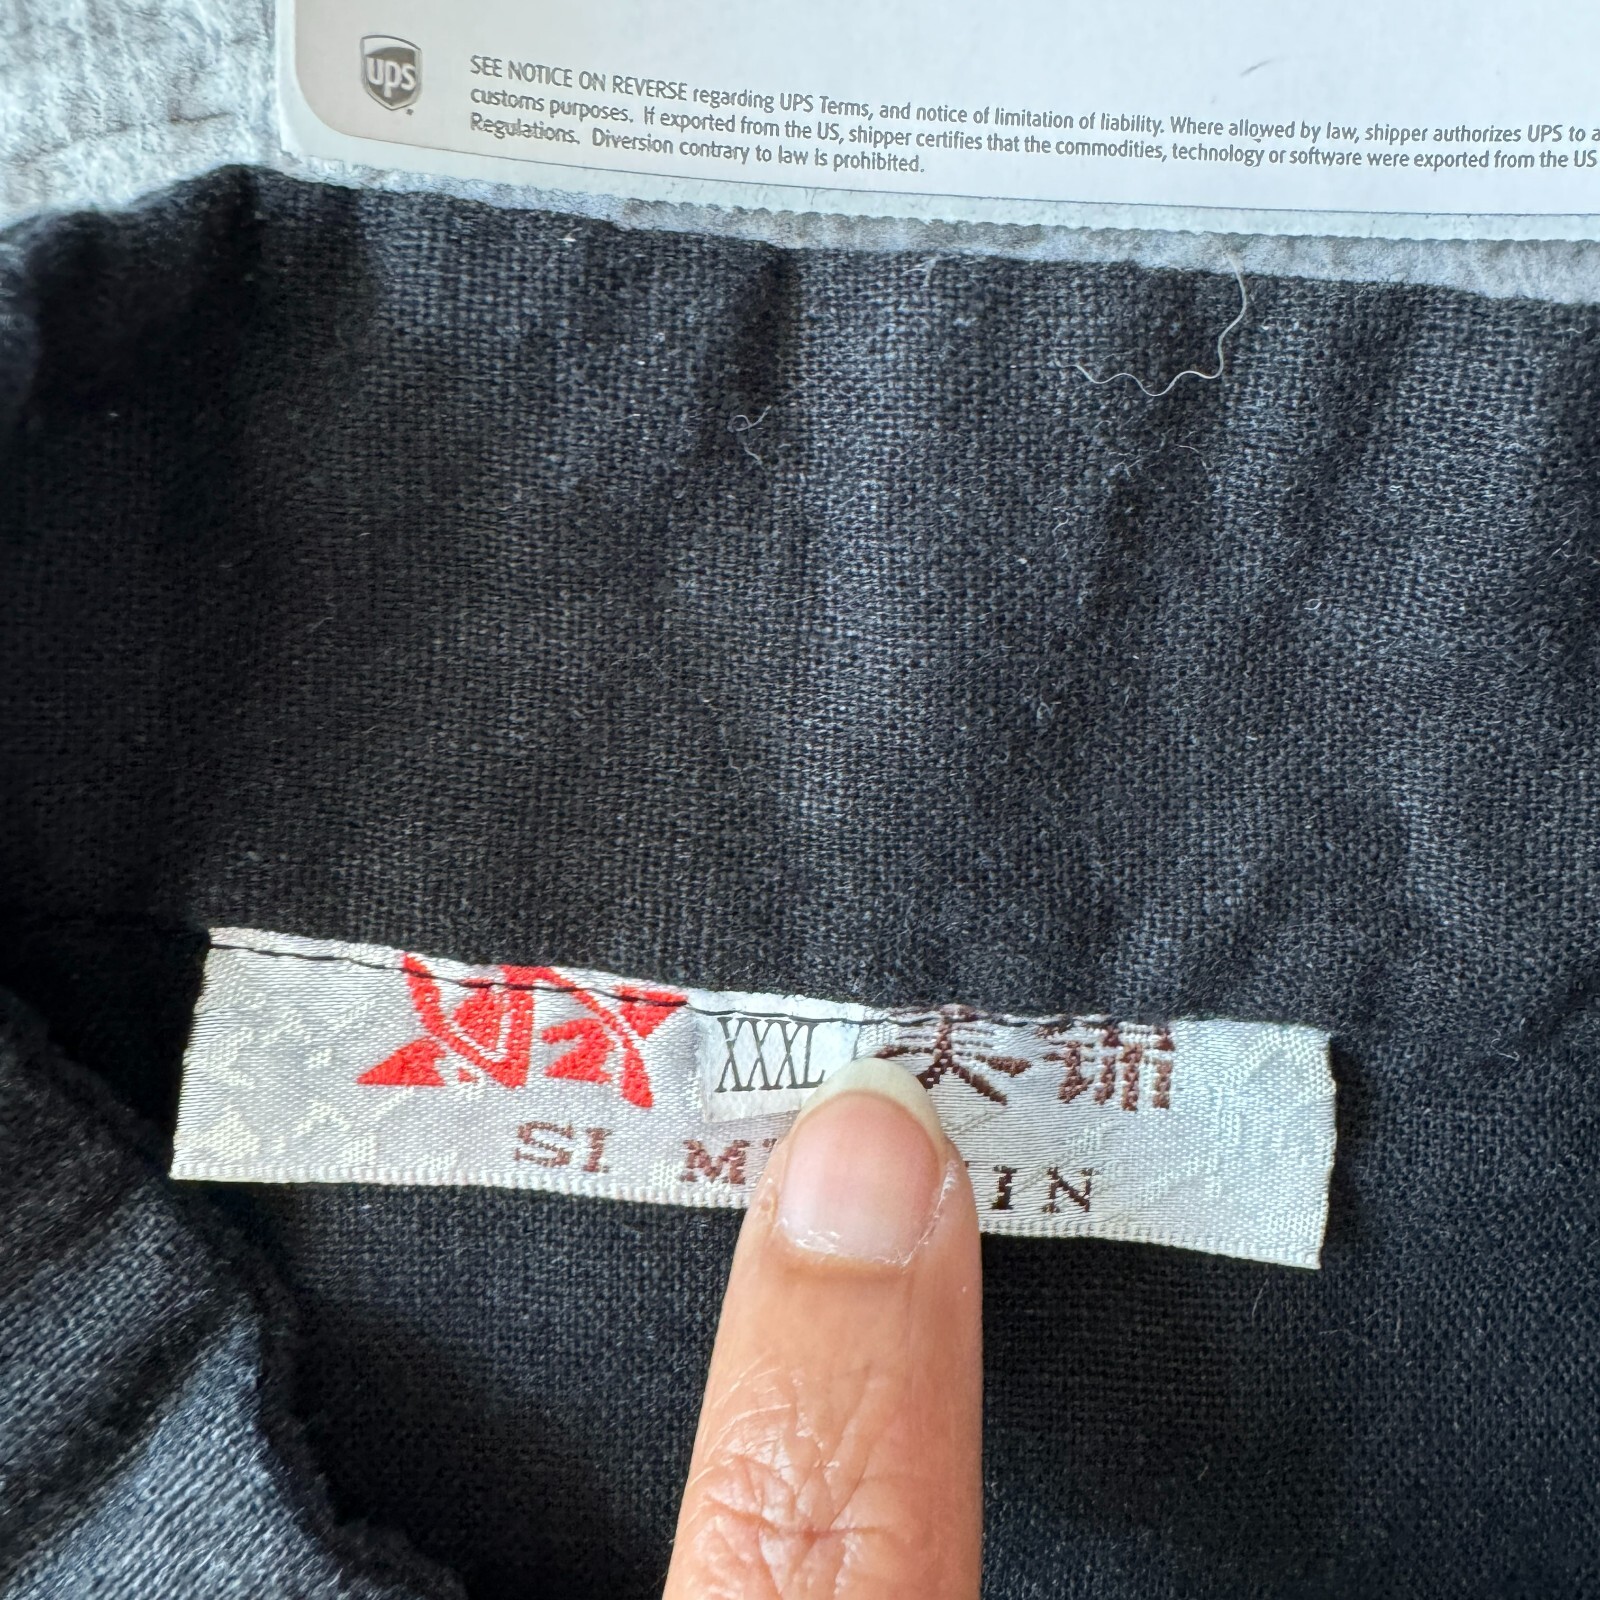 ups
SEE NOTICE ON REVERSE regarding UPS Terms, and notice of limitation of liability. Where allowed by law, shipper authorizes UPS to a
customs purposes. If exported from the US, shipper certifies that the commodities, technology or software were exported from the US
Regulations. Diversion contrary to law is prohibited.
XXXL
SI